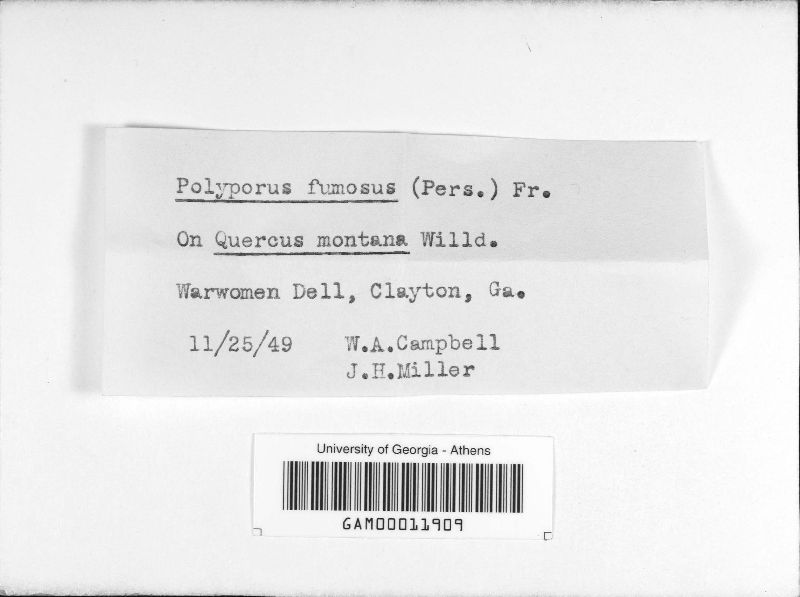 Polyporus fumosus (Pers.) Fr.
On Quercus montana Willd.
Warwomen Dell, Clayton, Ga.
11/25/49 W.A.Campbell
J.H.Miller
University of Georgia - Athens
GAM00011909